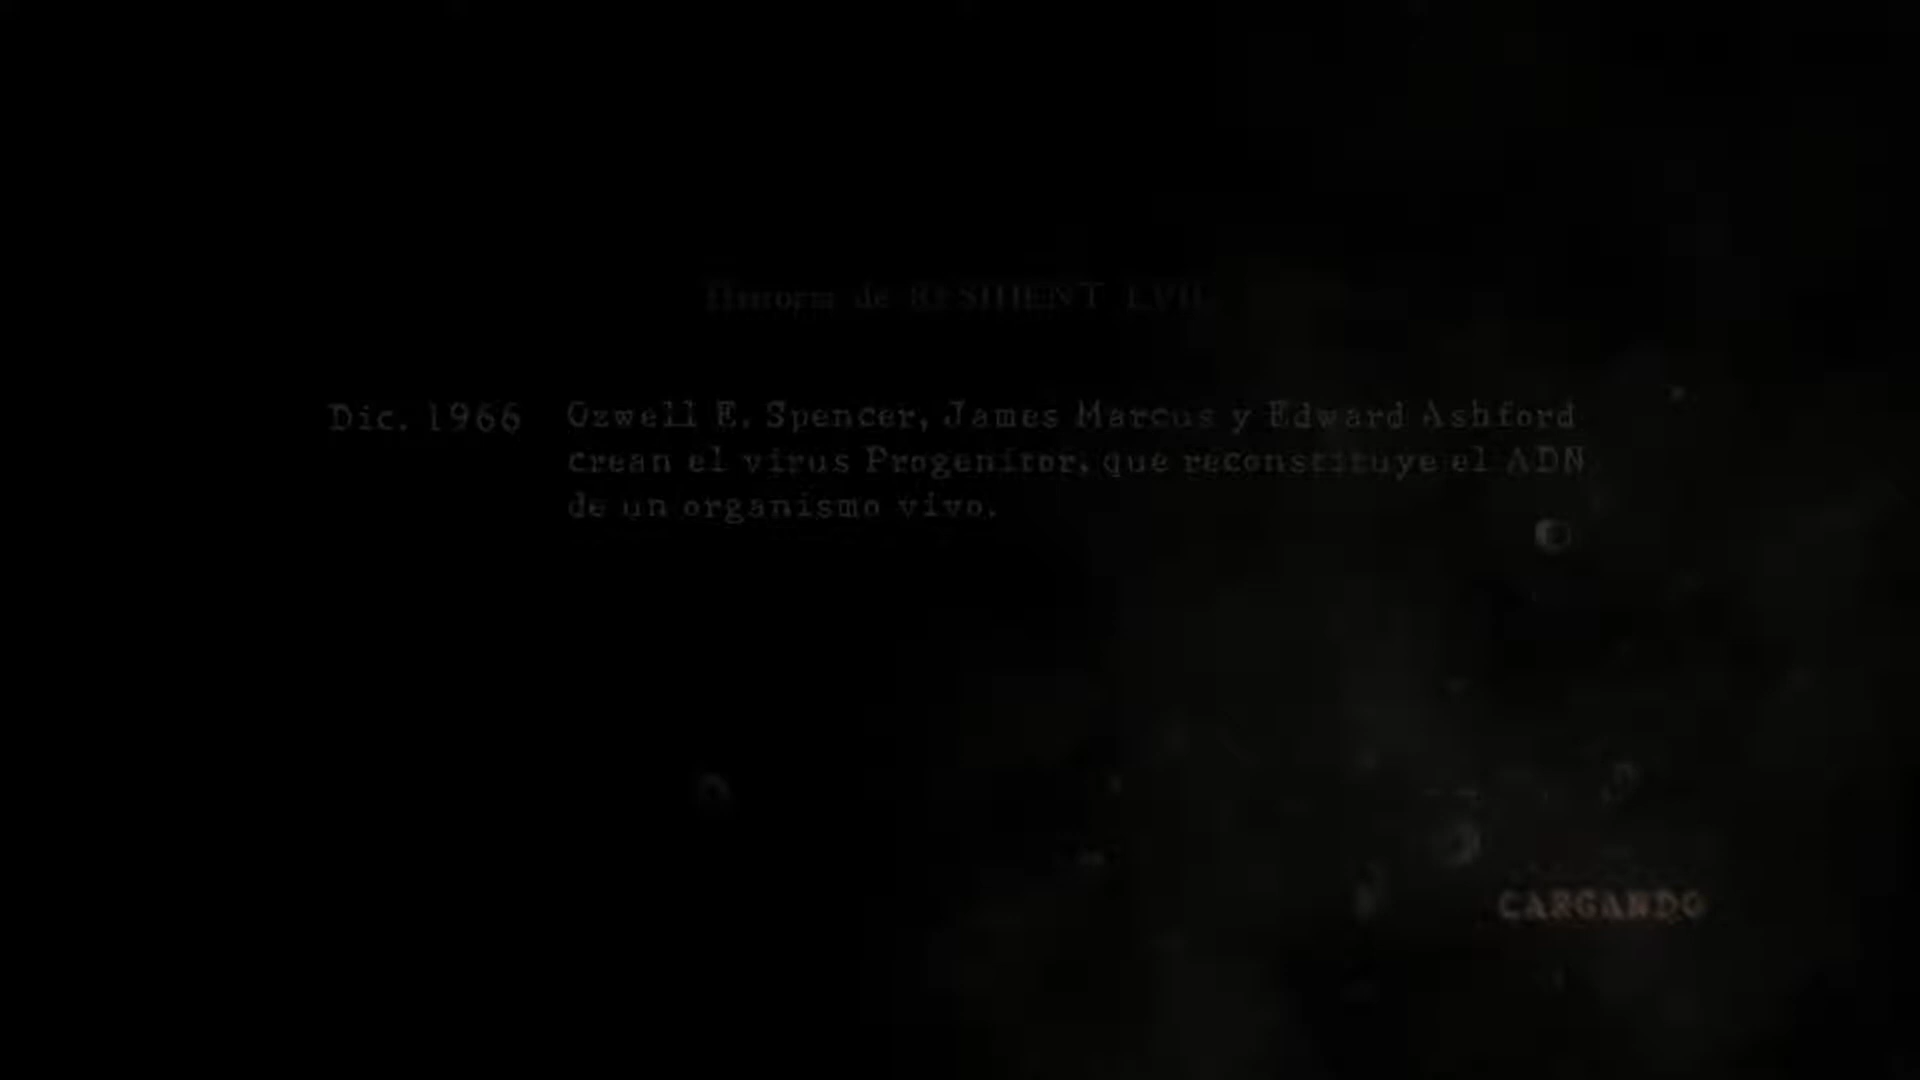 Historia de RESIDENT EVIL
Dic. 1966 Ozwell E. Spencer, James Marcus y Edward Ashford
crean el virus Progenitor, que reconstituye el ADN
de un organismo vivo.
CARGANDO